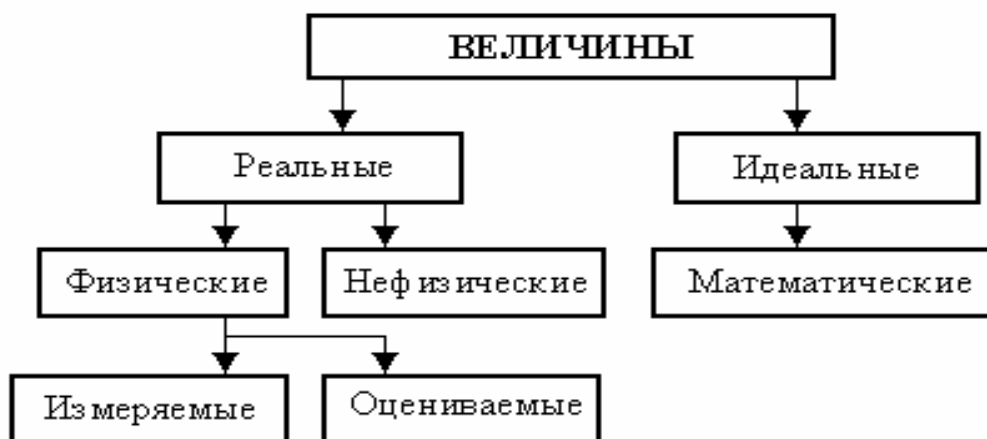 ВЕЛИЧИНЫ
Реальные
Идеальные
Физические
Нефизические
Математические
Измеряемые
Оцениваемые